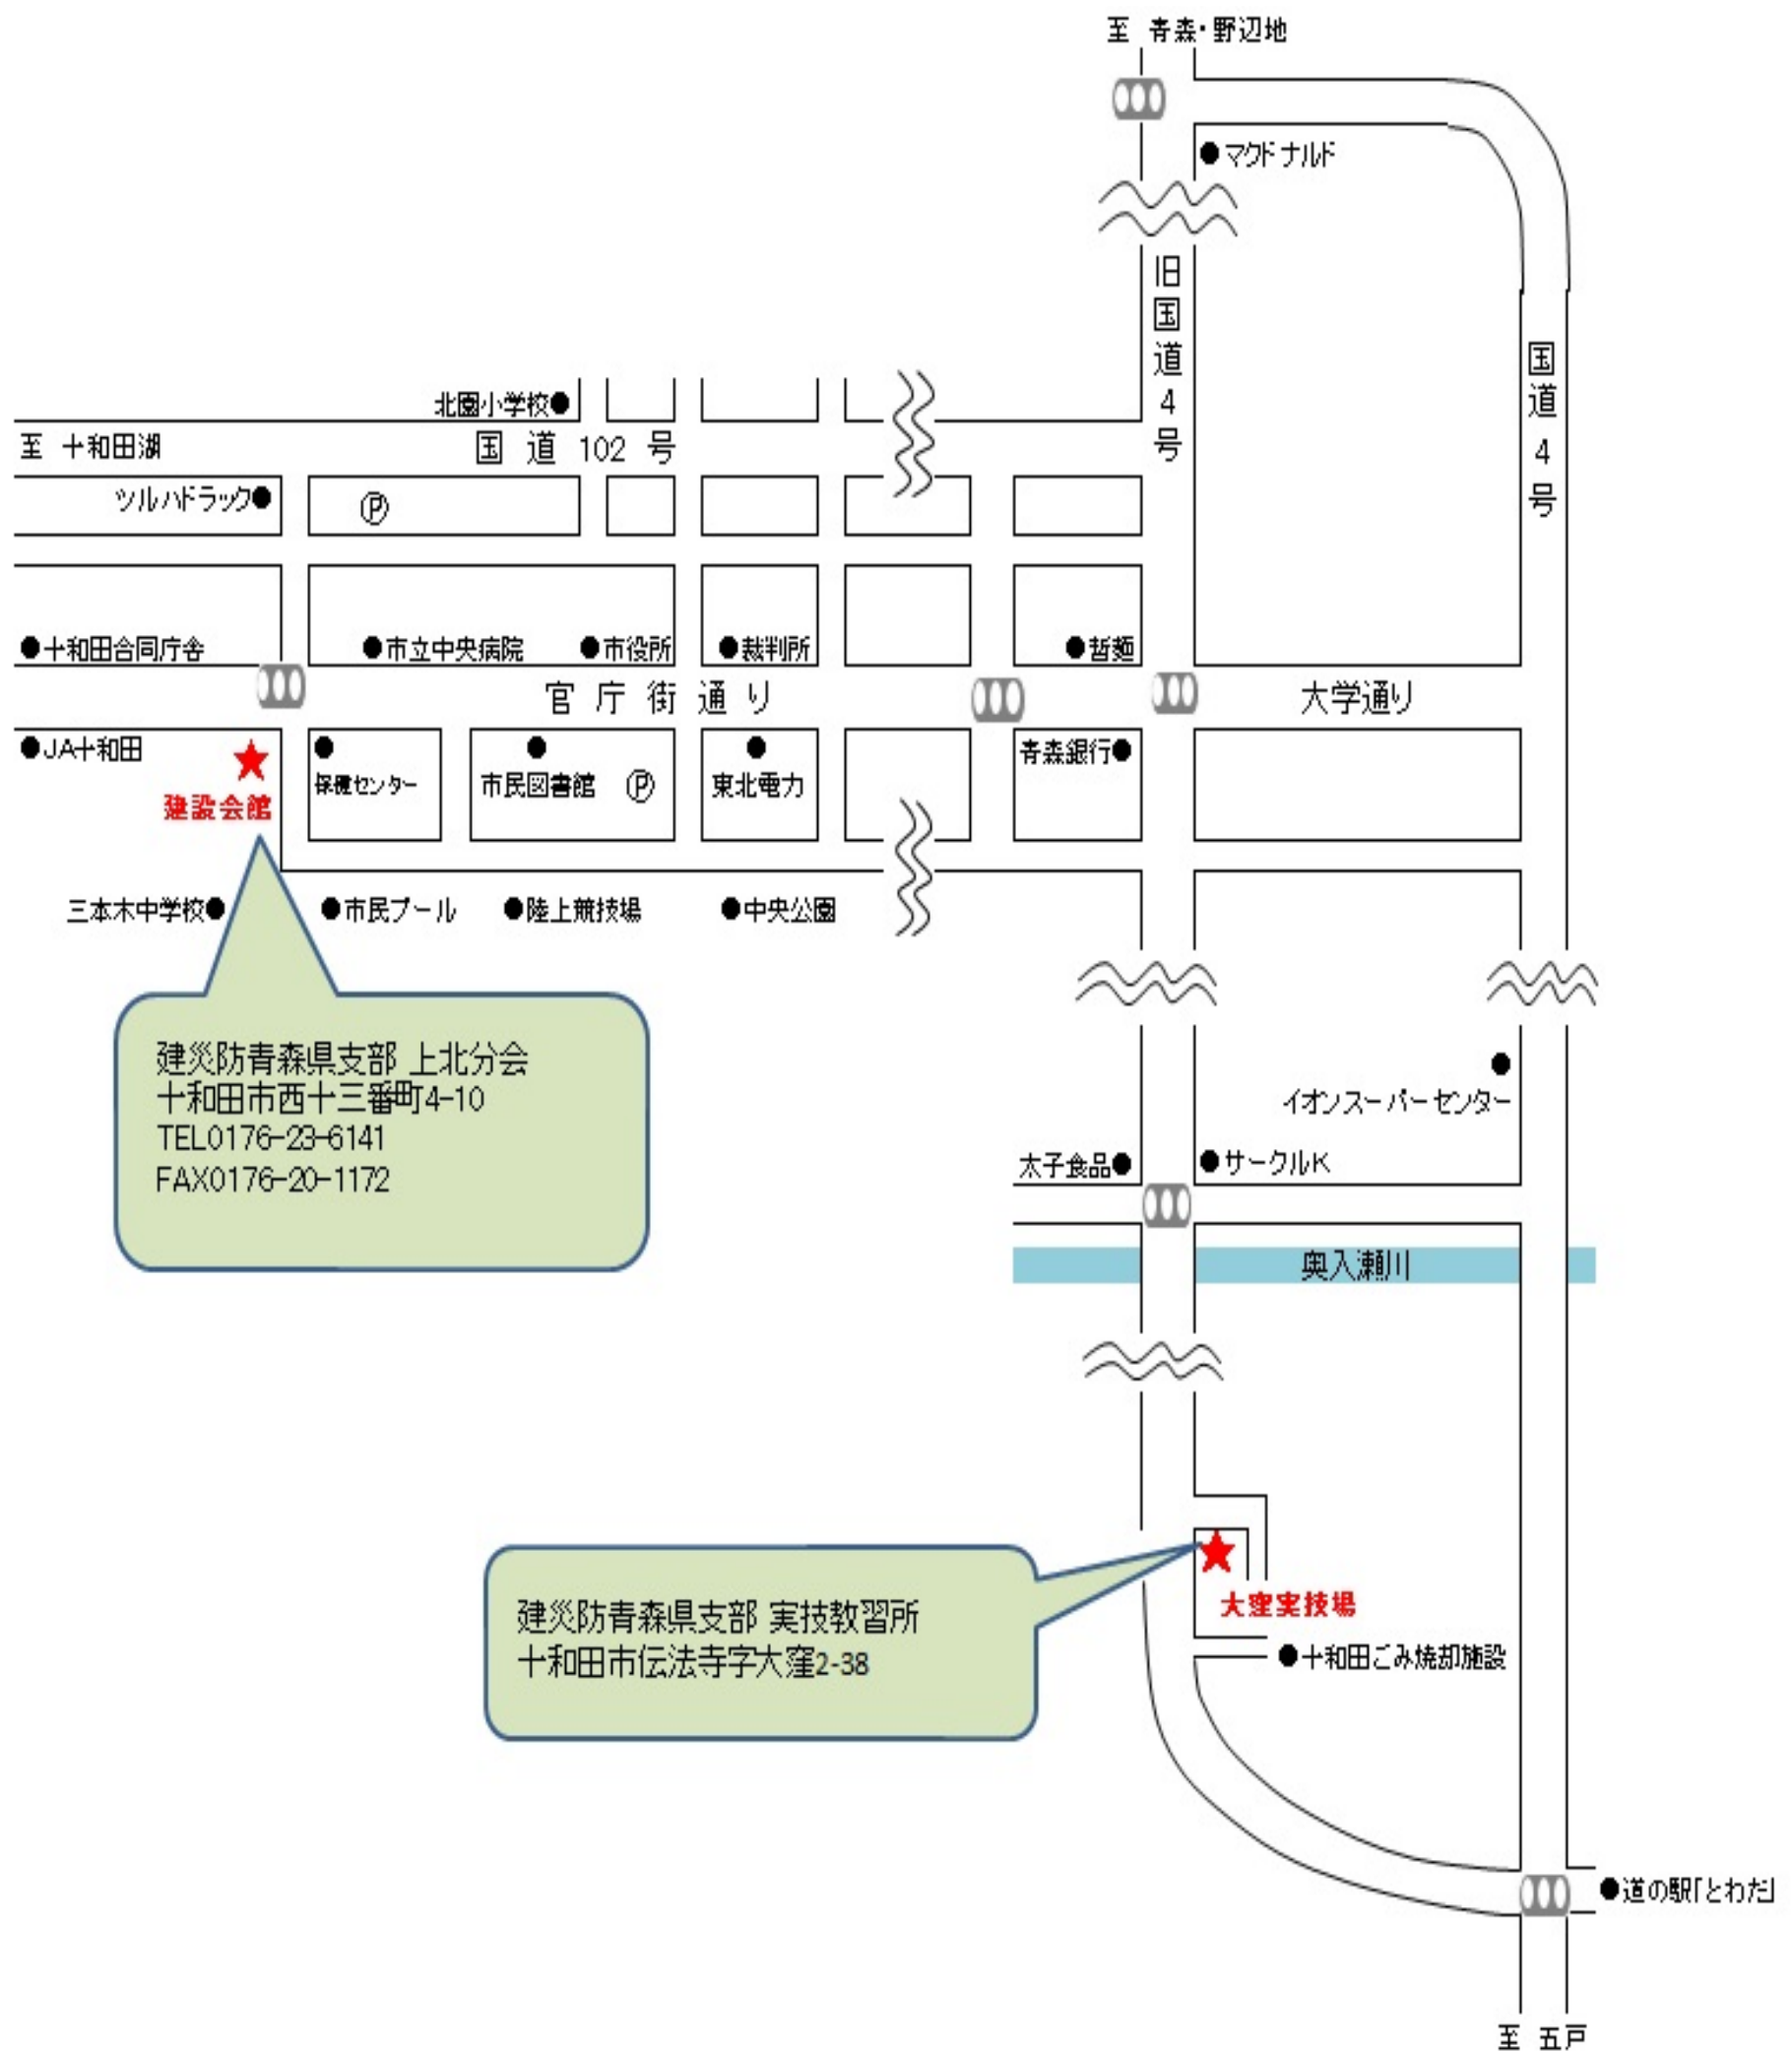 至 青森・野辺地
マクドナルド
旧国道4号
国道4号
北園小学校
至 十和田湖
国道102号
ツルハドラック
Ⓟ
十和田合同庁舎
市立中央病院
市役所
裁判所
哲麺
官庁街通り
大学通り
JA十和田
建設会館
保健センター
市民図書館
Ⓟ
東北電力
青森銀行
三本木中学校
市民プール
陸上競技場
中央公園
建災防青森県支部 上北分会
十和田市西十三番町4-10
TEL0176-23-6141
FAX0176-20-1172
イオンスーパーセンター
太子食品
サークルK
奥入瀬川
建災防青森県支部 実技教習所
十和田市伝法寺字大窪2-38
大窪実技場
十和田ごみ焼却施設
道の駅「とわだ」
至 五戸